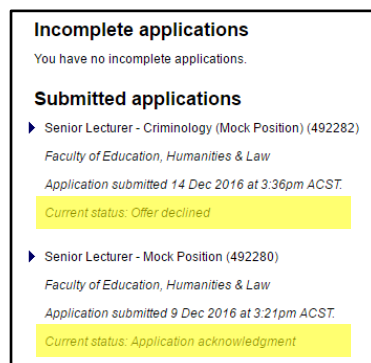 Incomplete applications
You have no incomplete applications.
Submitted applications
Senior Lecturer - Criminology (Mock Position) (492282)
Faculty of Education, Humanities & Law
Application submitted 14 Dec 2016 at 3:36pm ACST.
Current status: Offer declined
Senior Lecturer - Mock Position (492280)
Faculty of Education, Humanities & Law
Application submitted 9 Dec 2016 at 3:21pm ACST.
Current status: Application acknowledgment